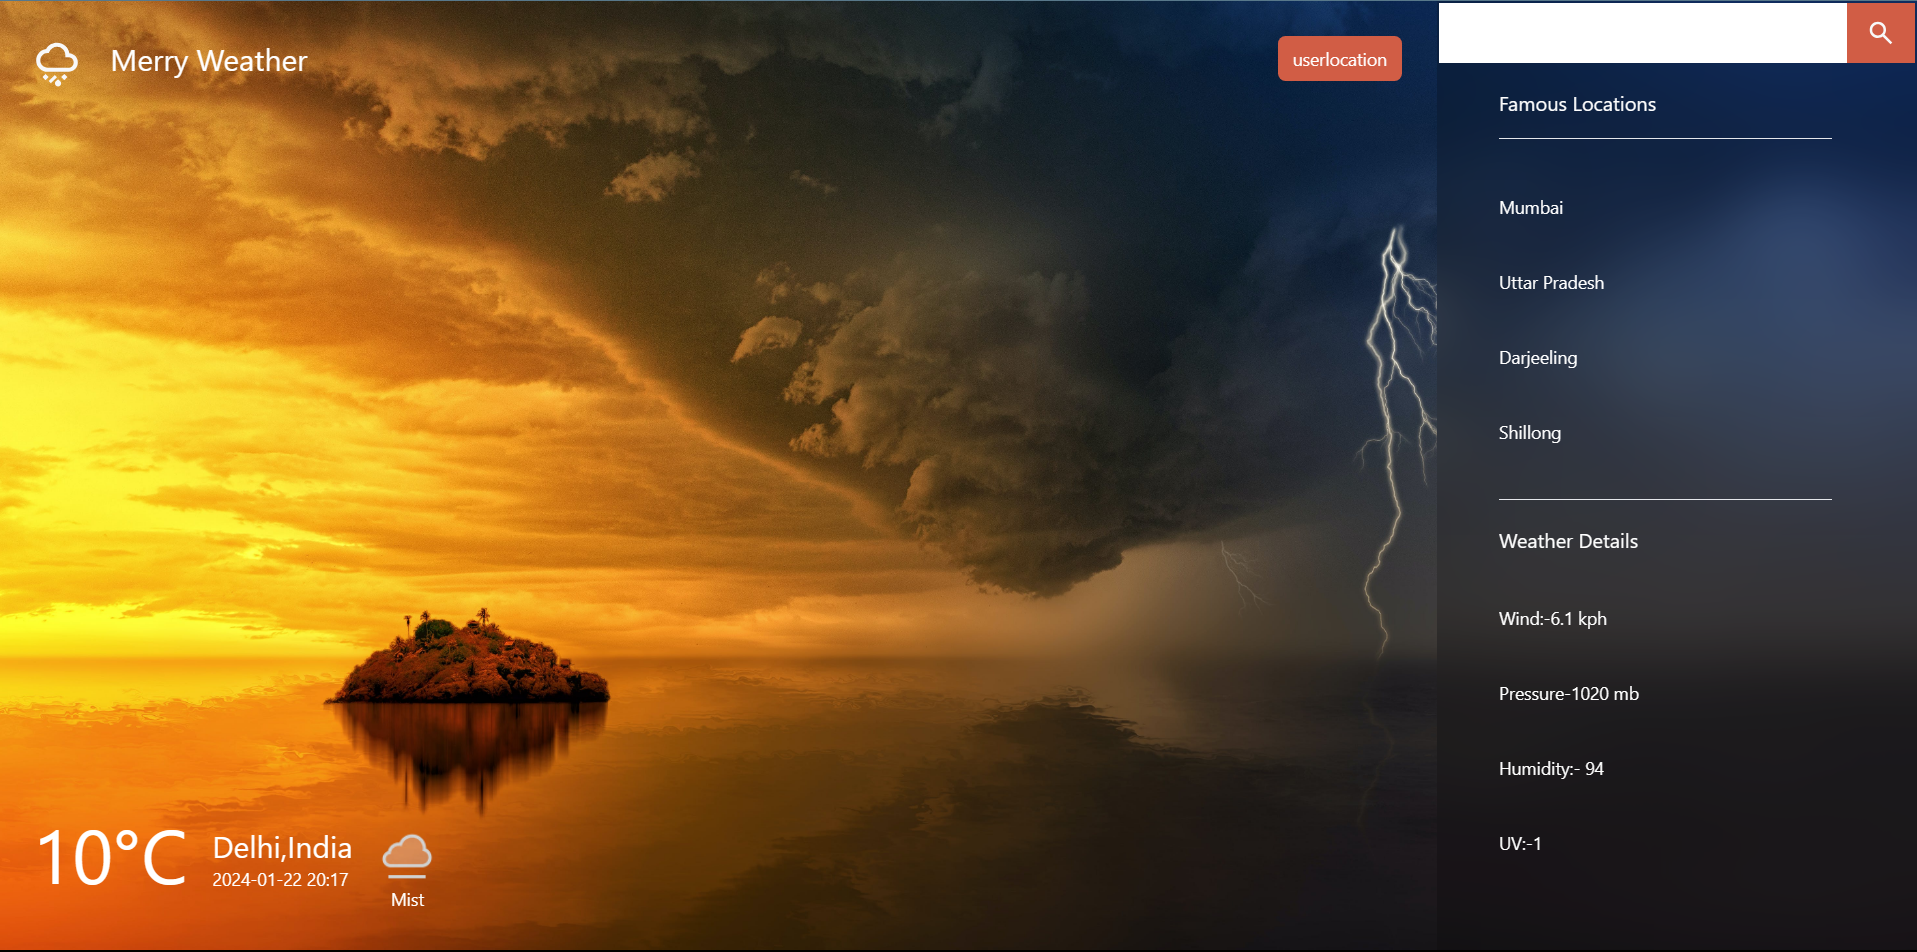 Merry Weather
userlocation
Famous Locations
Mumbai
Uttar Pradesh
Darjeeling
Shillong
Weather Details
Wind:-6.1 kph
Pressure-1020 mb
Humidity:- 94
UV:-1
10°C
Delhi,India
2024-01-22 20:17
Mist